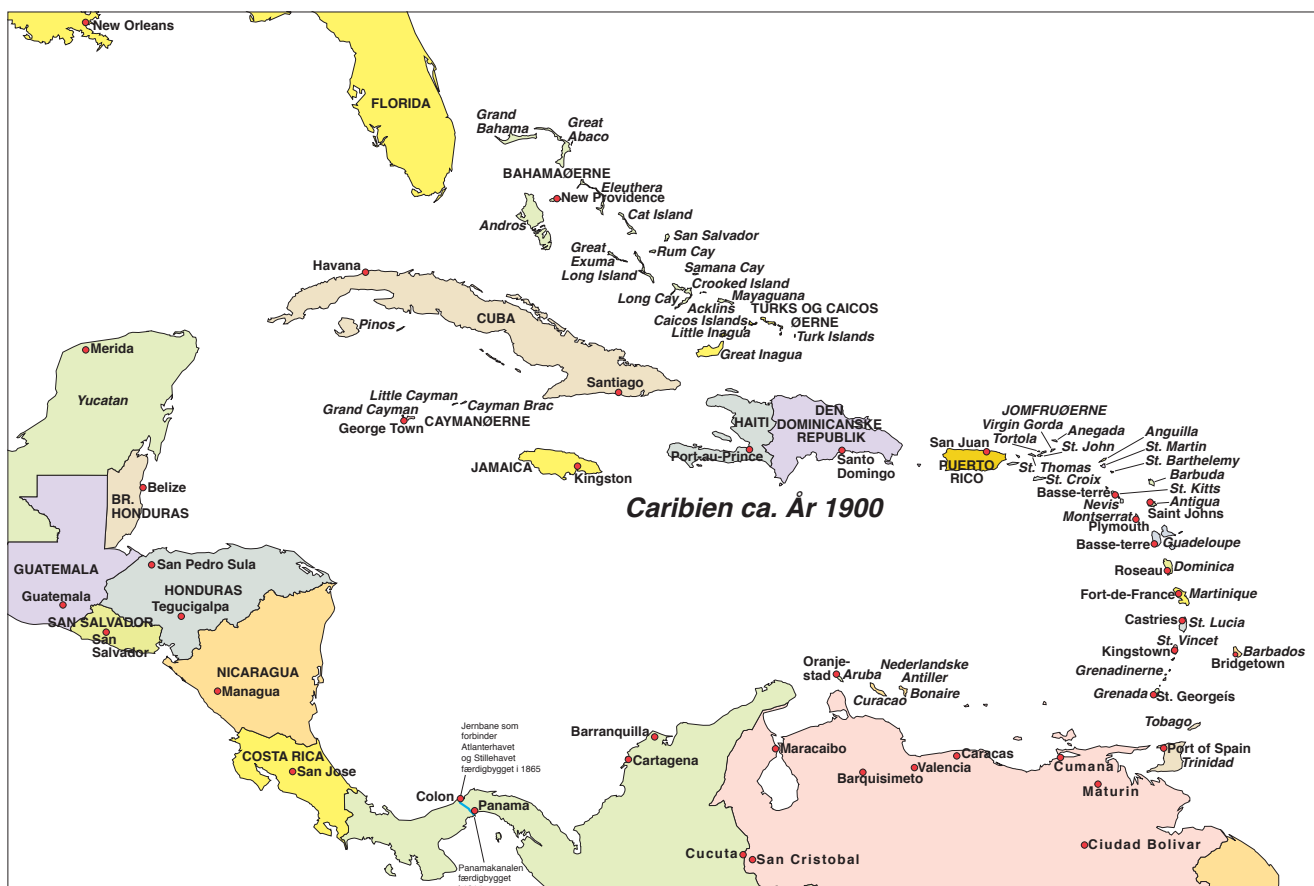 New Orleans
FLORIDA
Grand
Bahama
Great
Abaco
BAHAMAØERNE
Eleuthera
New Providence
Cat Island
Andros
San Salvador
Great
Exuma
Rum Cay
Long Island
Samana Cay
Crooked Island
Long Cay
Mayaguana
Acklins
TURKS OG CAICOS
ØERNE
Caicos Islands
Little Inagua
Turk Islands
Great Inagua
Havana
CUBA
Pinos
Santiago
Merida
Yucatan
Little Cayman
Grand Cayman
Cayman Brac
George Town
CAYMANØERNE
JAMAICA
Kingston
HAITI
Port-au-Prince
DEN
DOMINICANSKE
REPUBLIK
Santo
Domingo
San Juan
PUERTO
RICO
JOMFRUØERNE
Virgin Gorda
Tortola
Anegada
St. John
St. Thomas
St. Croix
Anguilla
St. Martin
St. Barthelemy
Barbuda
St. Kitts
Basse-terre
Nevis
Antigua
Saint Johns
Montserrat
Plymouth
Basse-terre
Guadeloupe
Roseau
Dominica
Fort-de-France
Martinique
Castries
St. Lucia
St. Vincet
Kingstown
Barbados
Bridgetown
Grenadinerne
Grenada
St. Georgeís
Tobago
Port of Spain
Trinidad
Caribien ca. År 1900
BR.
HONDURAS
Belize
GUATEMALA
Guatemala
San Pedro Sula
HONDURAS
Tegucigalpa
SAN SALVADOR
San
Salvador
NICARAGUA
Managua
COSTA RICA
San Jose
Jernbane som
forbinder
Atlanterhavet
og Stillehavet
færdigbygget i 1865
Colon
Panama
Panamakanalen
færdigbygget
Oranje-
stad
Aruba
Curacao
Nederlandske
Antiller
Bonaire
Barranquilla
Cartagena
Maracaibo
Barquisimeto
Valencia
Caracas
Cumana
Maturin
Cucuta
San Cristobal
Ciudad Bolivar